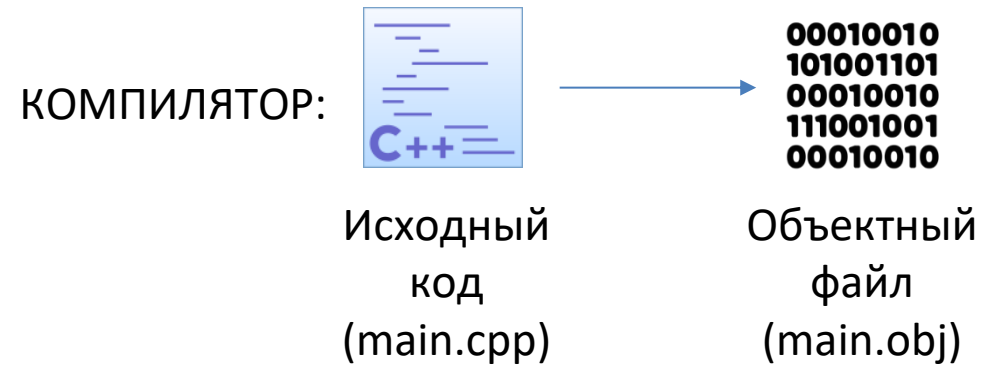 КОМПИЛЯТОР:
C++
00010010
101001101
00010010
111001001
00010010
Исходный
код
(main.cpp)
Объектный
файл
(main.obj)